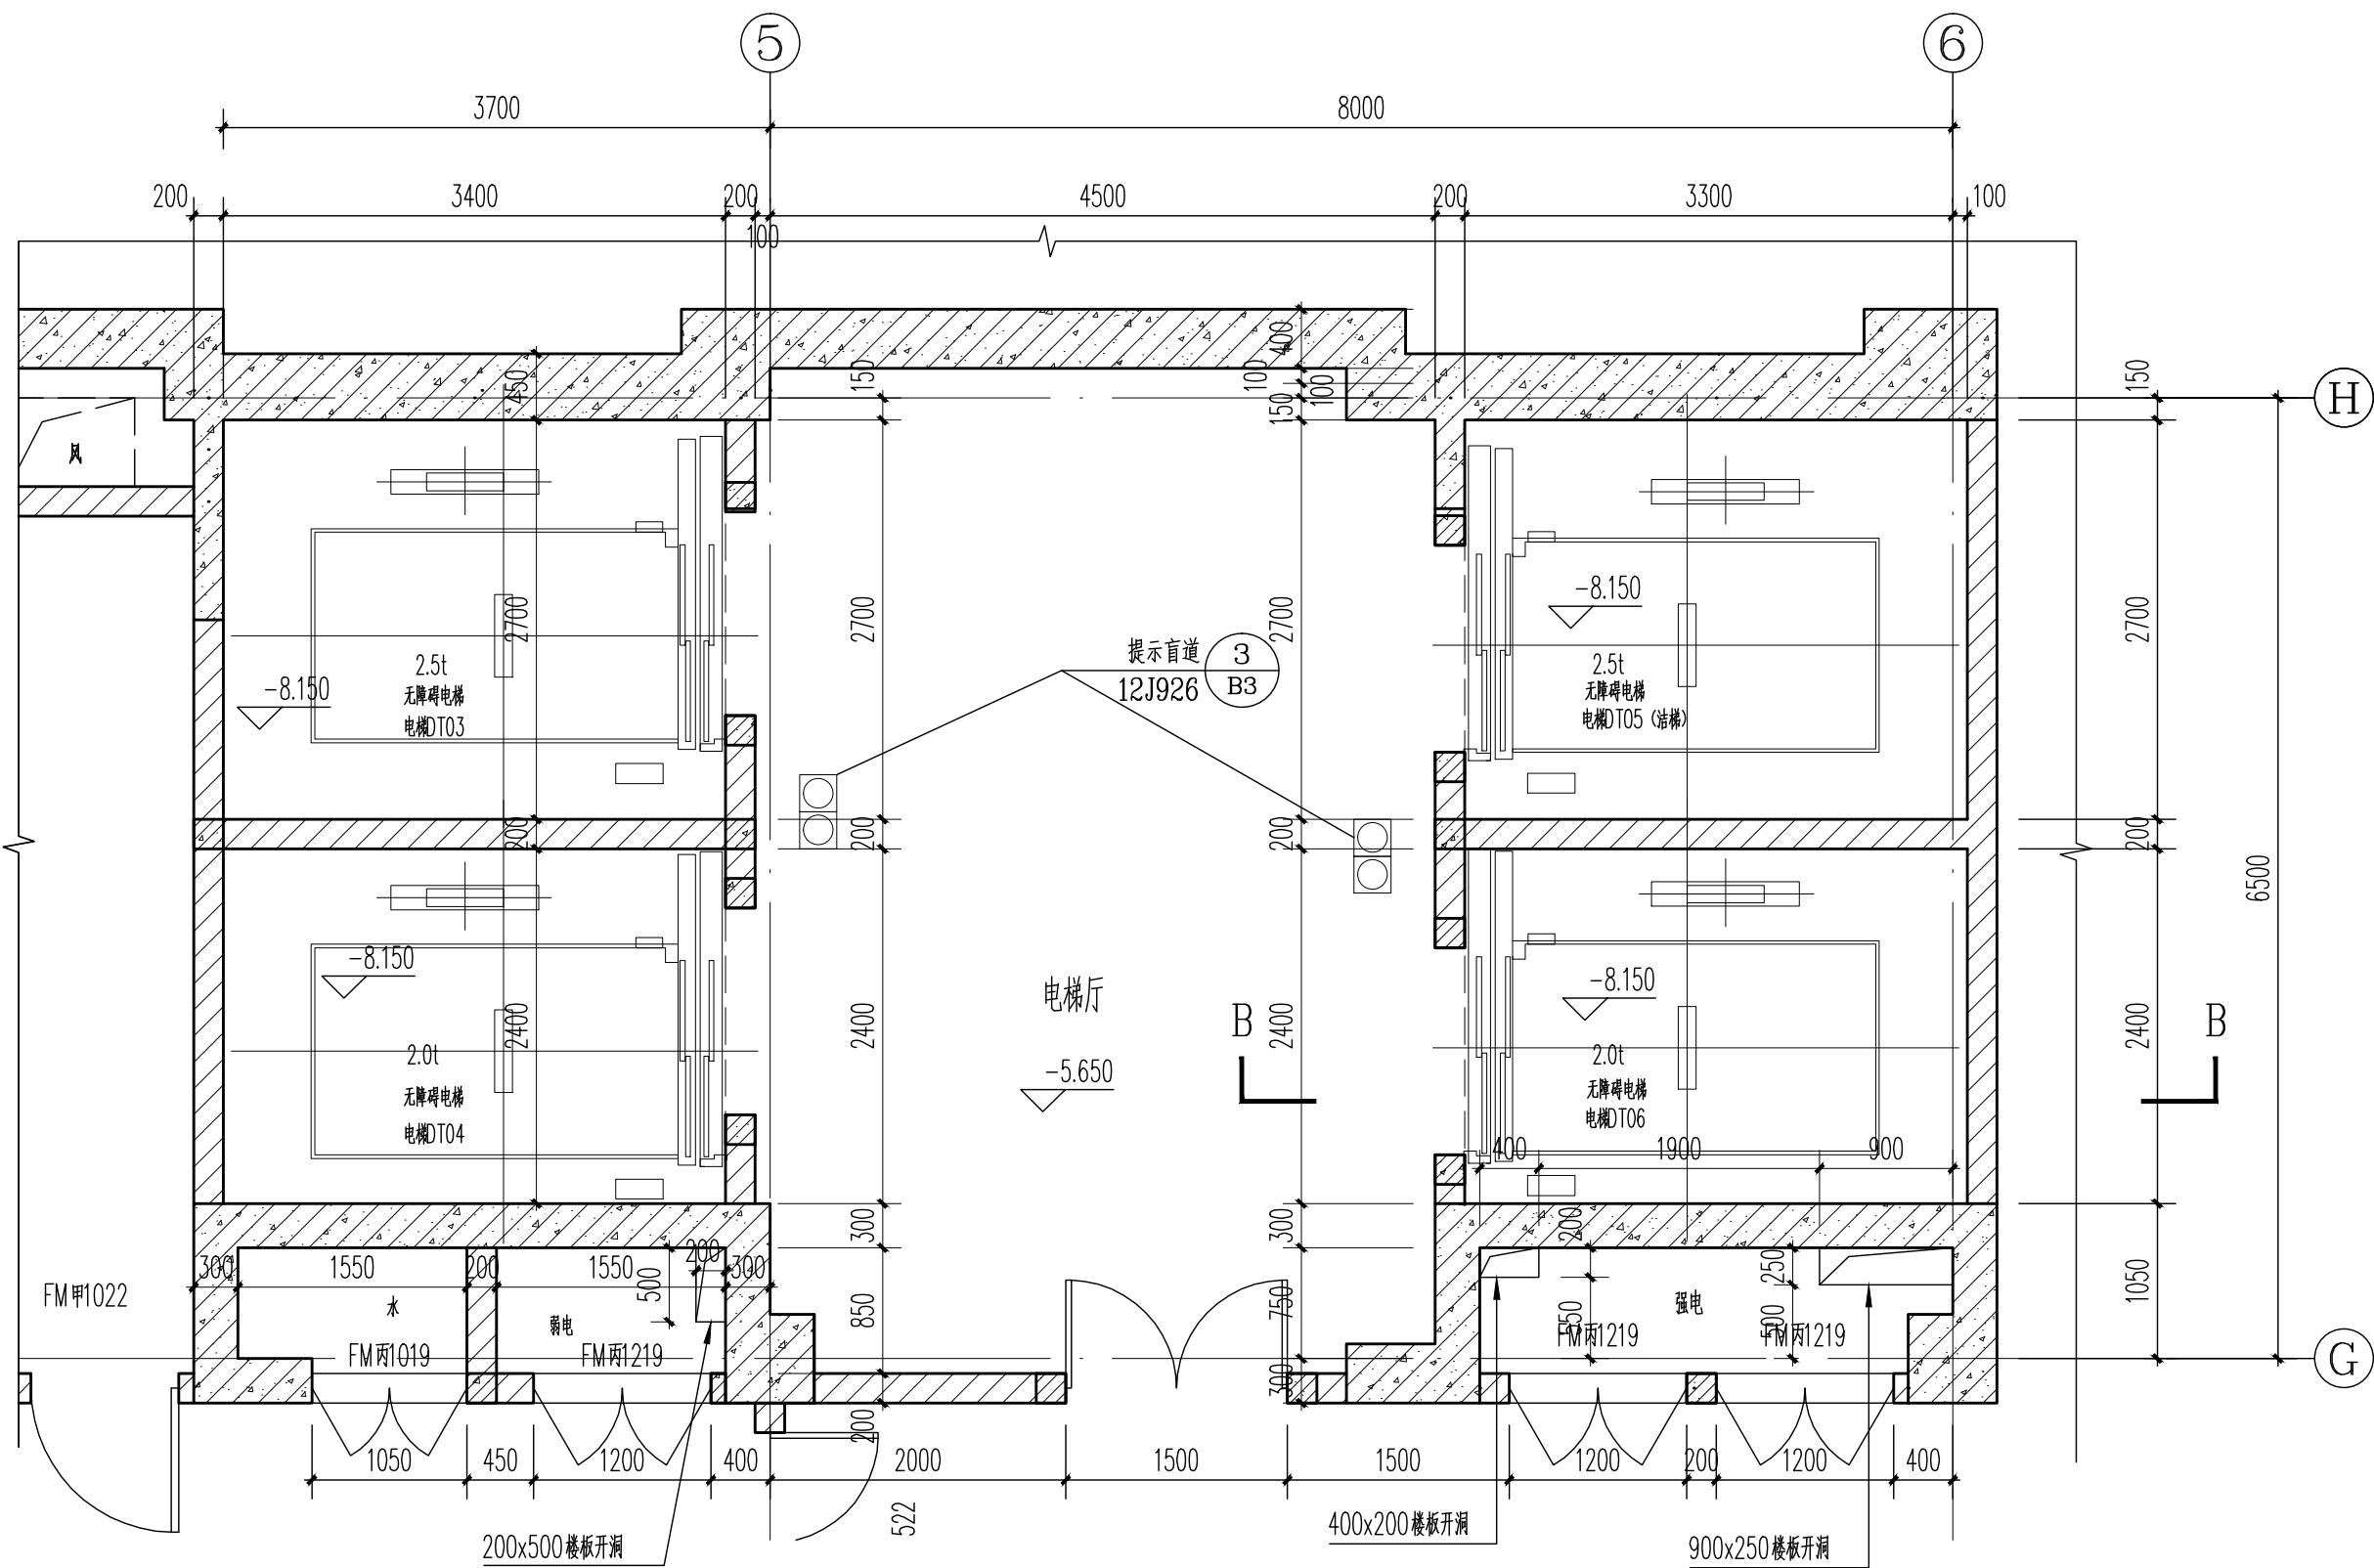 5
6
3700
8000
200
3400
200
4500
200
3300
100
100
400
450
150
100
100
150
150
H
风
2700
2700
2700
2700
-8.150
提示盲道
3
12J926
B3
2.5t
无障碍电梯
电梯DT03
-8.150
2.5t
无障碍电梯
电梯DT05（洁梯）
200
200
200
200
6500
-8.150
电梯厅
-8.150
B
B
2400
2400
2400
2400
2.0t
无障碍电梯
电梯DT04
-5.650
2.0t
无障碍电梯
电梯DT06
400
1900
900
300
300
200
300
1550
200
1550
200
300
500
250
FM甲1022
水
弱电
850
750
550
强电
500
1050
FM丙1019
FM丙1219
FM丙1219
FM丙1219
G
300
200
1050
450
1200
400
2000
1500
1500
1200
200
1200
400
522
200x500楼板开洞
400x200楼板开洞
900x250楼板开洞